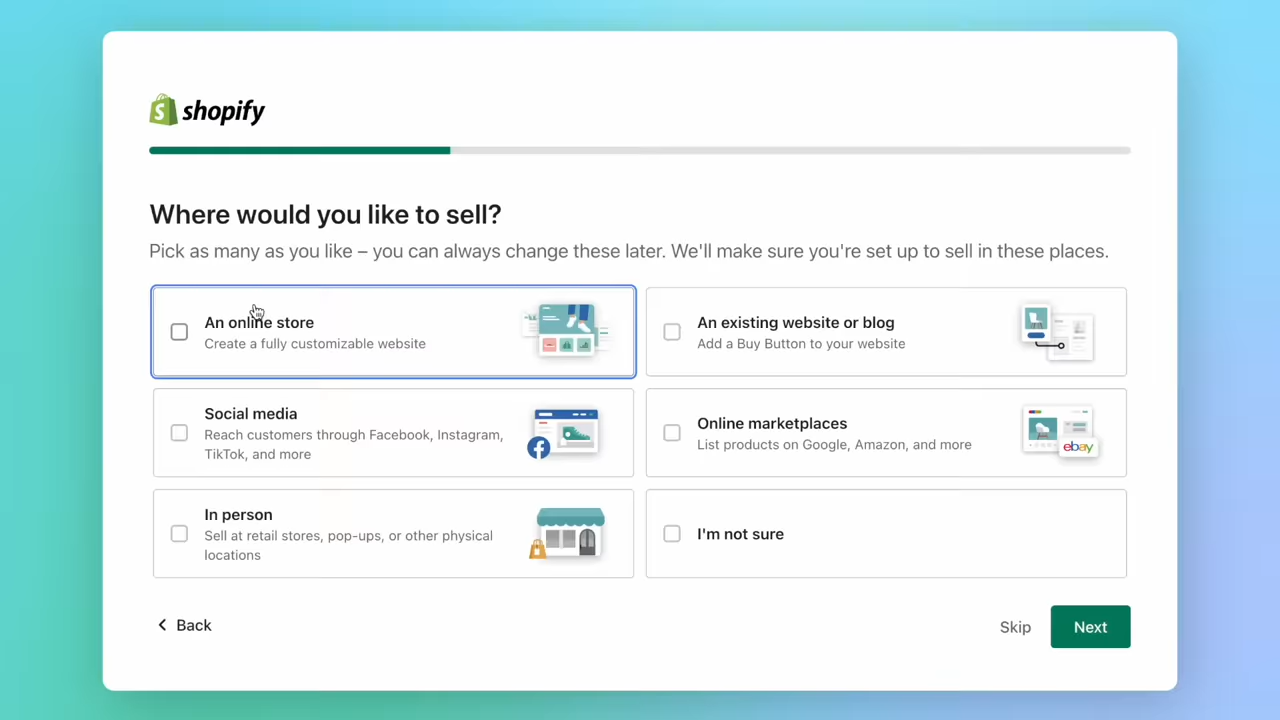 shopify
Where would you like to sell?
Pick as many as you like – you can always change these later. We'll make sure you're set up to sell in these places.
An online store
Create a fully customizable website
An existing website or blog
Add a Buy Button to your website
Social media
Reach customers through Facebook, Instagram,
TikTok, and more
Online marketplaces
List products on Google, Amazon, and more
ebay
In person
Sell at retail stores, pop-ups, or other physical
locations
I'm not sure
Back
Skip
Next